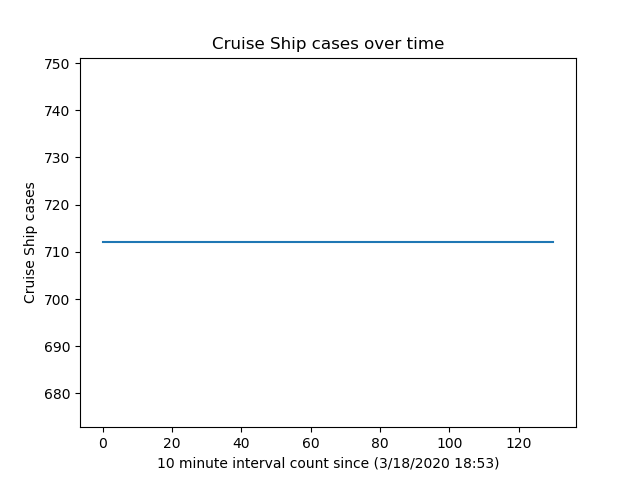 Cruise Ship cases over time
750
740
730
720
710
700
690
680
Cruise Ship cases
0 20 40 60 80 100 120
10 minute interval count since (3/18/2020 18:53)